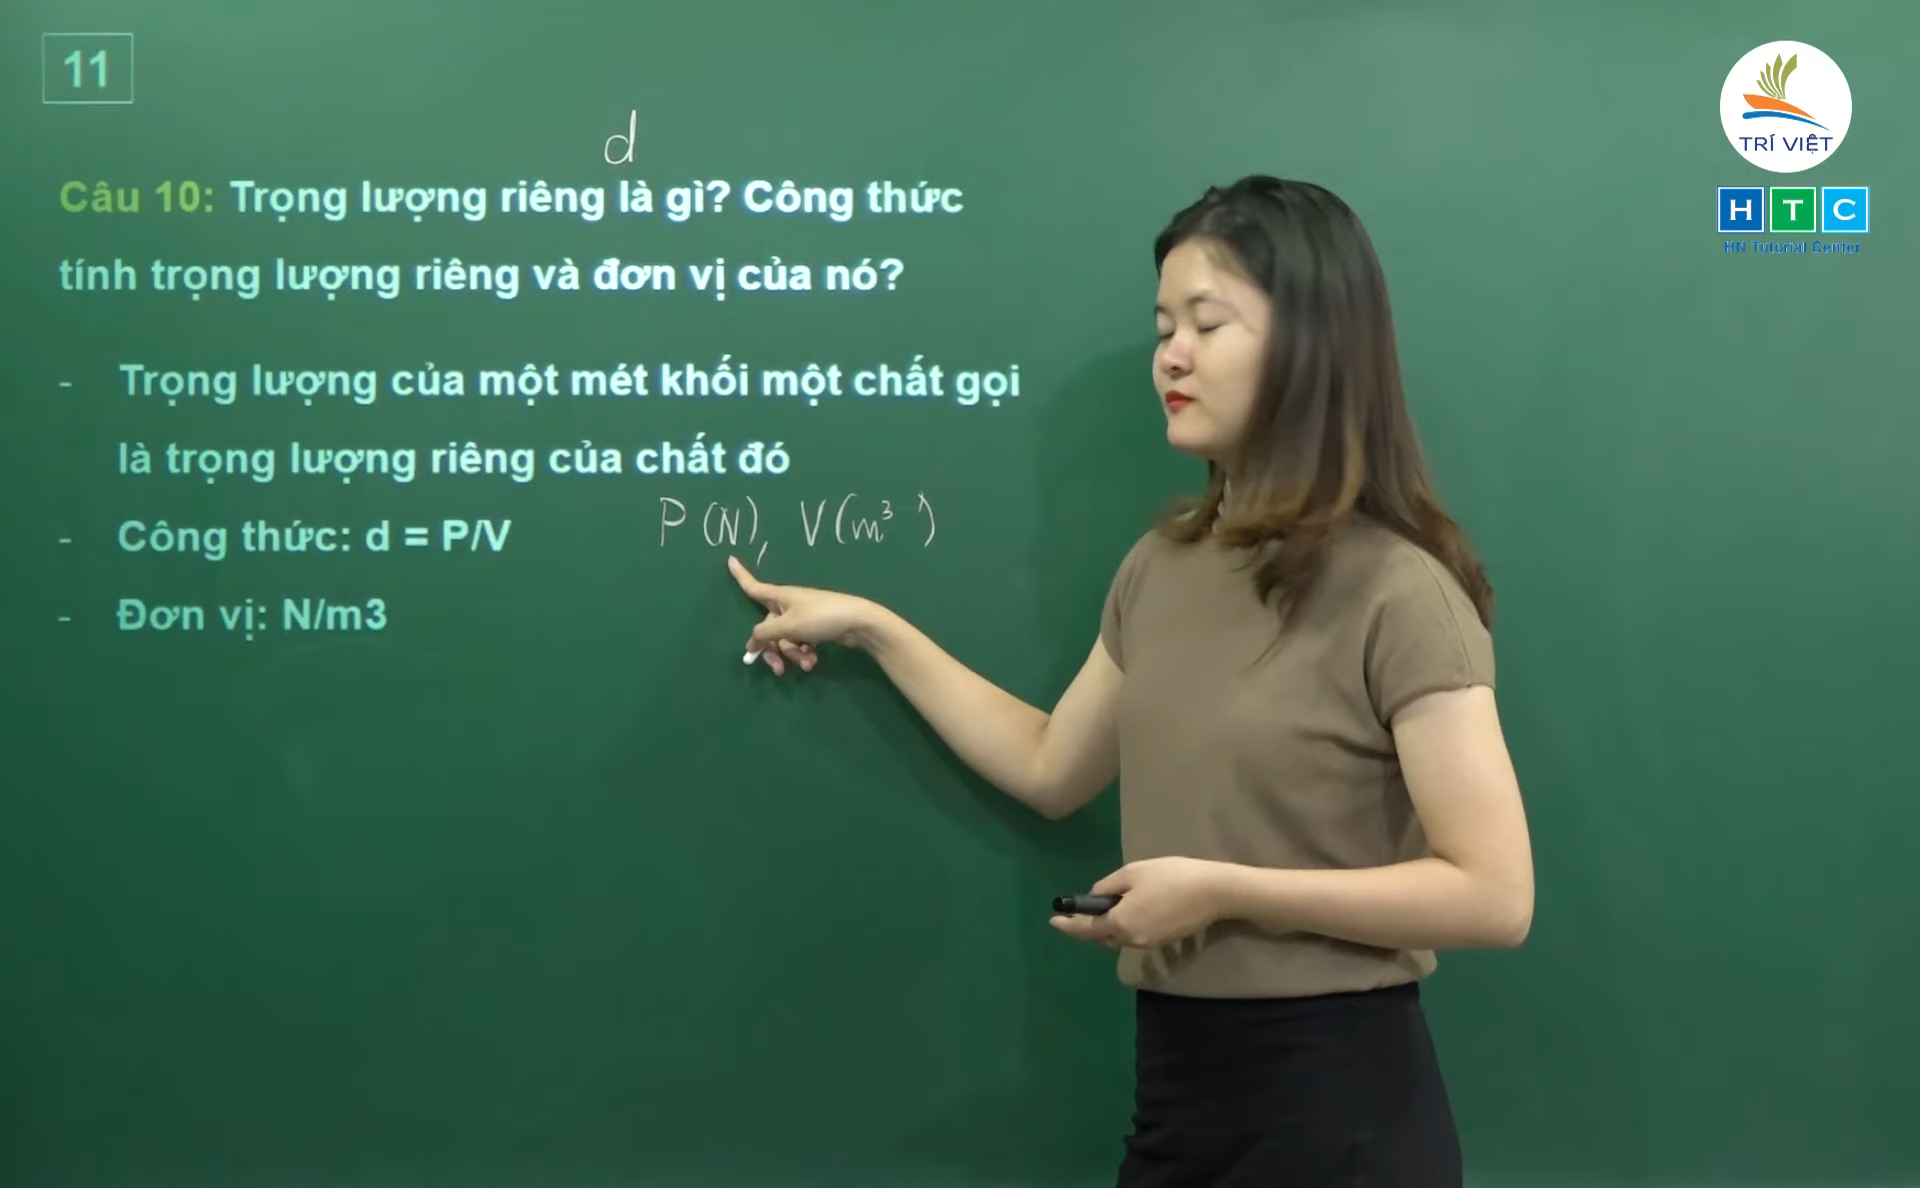 11
d
Câu 10: Trọng lượng riêng là gì? Công thức
tính trọng lượng riêng và đơn vị của nó?
- Trọng lượng của một mét khối một chất gọi
là trọng lượng riêng của chất đó
- Công thức: d = P/V
P (N), V (m³)
- Đơn vị: N/m3
TRÍ VIỆT
H T C
HN Tutorial Center